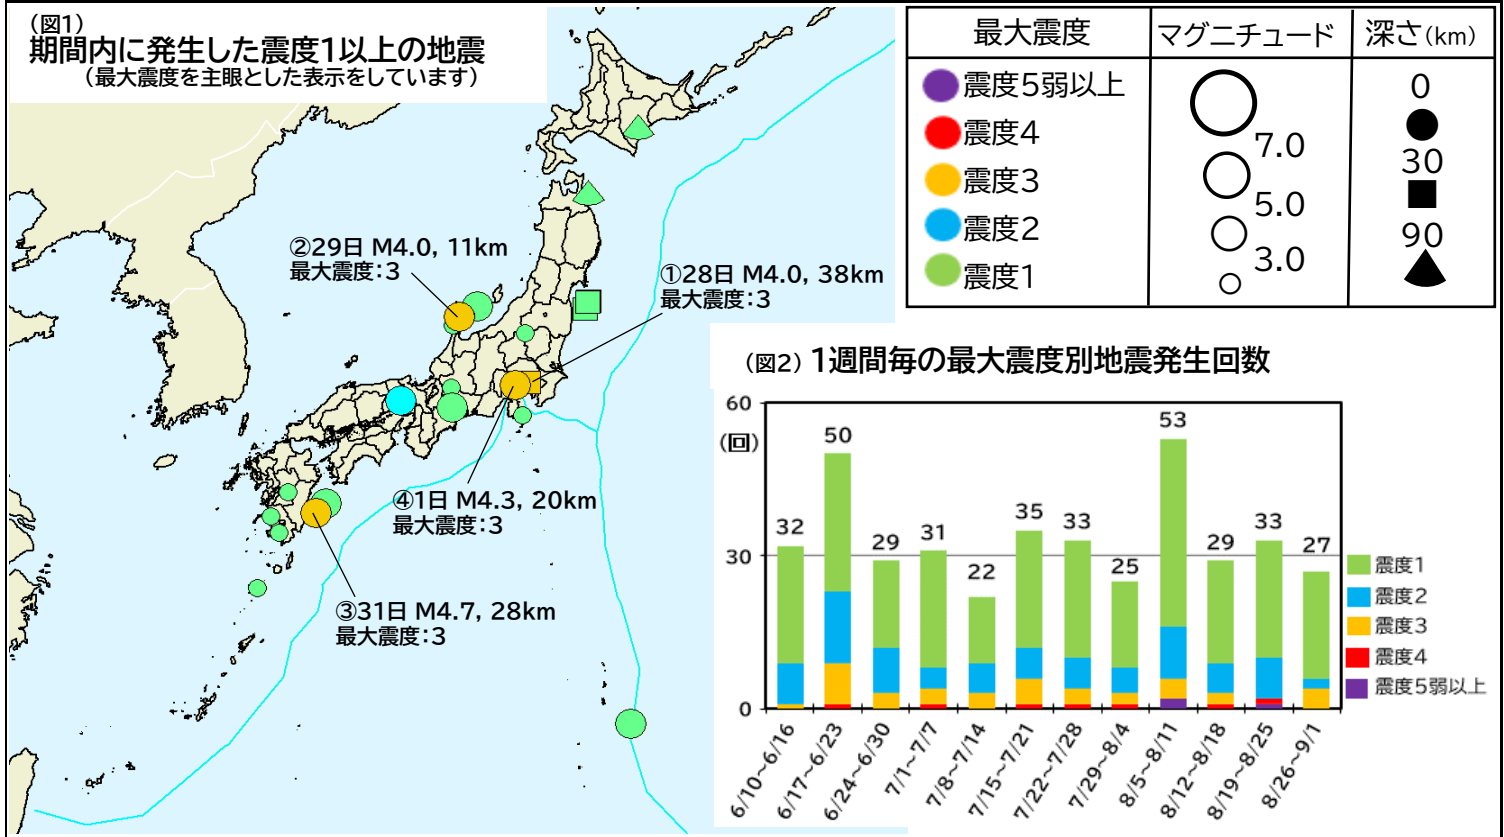 (図1)
期間内に発生した震度1以上の地震
(最大震度を主眼とした表示をしています)
②29日 M4.0, 11km
最大震度:3
①28日 M4.0, 38km
最大震度:3
④1日 M4.3, 20km
最大震度:3
③31日 M4.7, 28km
最大震度:3
最大震度 マグニチュード 深さ(km)
震度5弱以上
震度4
震度3
震度2
震度1
7.0
5.0
3.0
0
30
90
(図2) 1週間毎の最大震度別地震発生回数
60
(回)
30
0
32 50 29 31 22 35 33 25 53 29 33 27
6/10~6/16
6/17~6/23
6/24~6/30
7/1~7/7
7/8~7/14
7/15~7/21
7/22~7/28
7/29~8/4
8/5~8/11
8/12~8/18
8/19~8/25
8/26~9/1
震度1
震度2
震度3
震度4
震度5弱以上